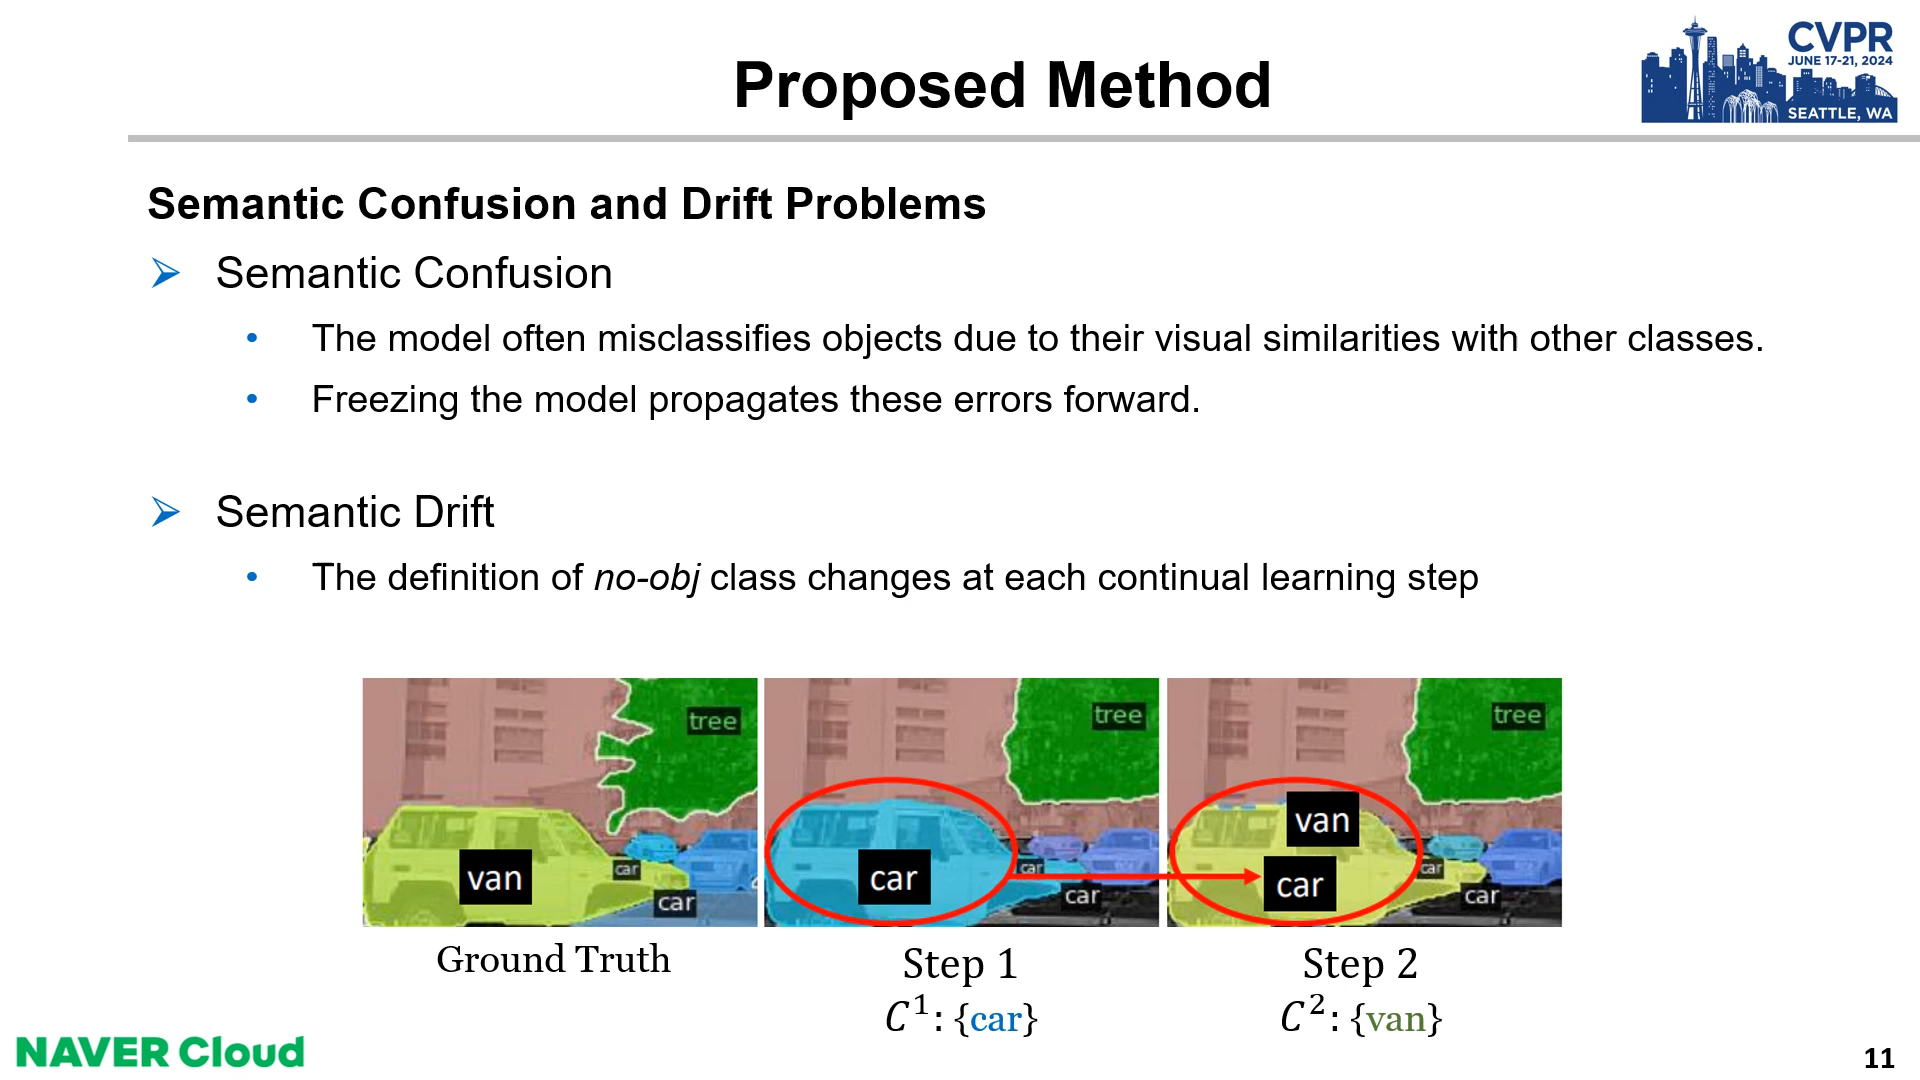 Proposed Method
CVPR
JUNE 17-21, 2024
SEATTLE, WA
Semantic Confusion and Drift Problems
Semantic Confusion
• The model often misclassifies objects due to their visual similarities with other classes.
• Freezing the model propagates these errors forward.
Semantic Drift
• The definition of no-obj class changes at each continual learning step
tree
van
car
car
tree
car
car
car
tree
van
car
car
car
Ground Truth
Step 1
C¹: {car}
Step 2
C²: {van}
NAVER Cloud
11